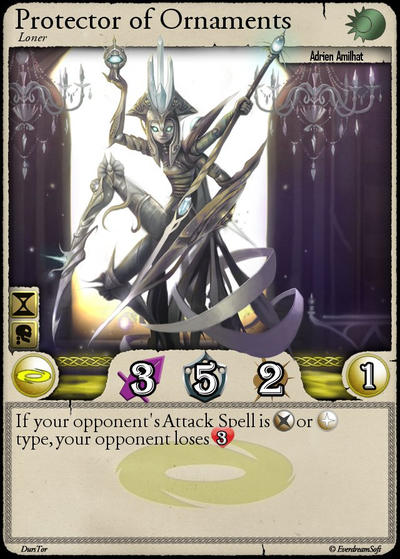 Protector of Ornaments
Loner
Adrien Amilhat
3 5 2 1
If your opponent's Attack Spell is or
type, your opponent loses 3
DursTor © EverdreamSoft